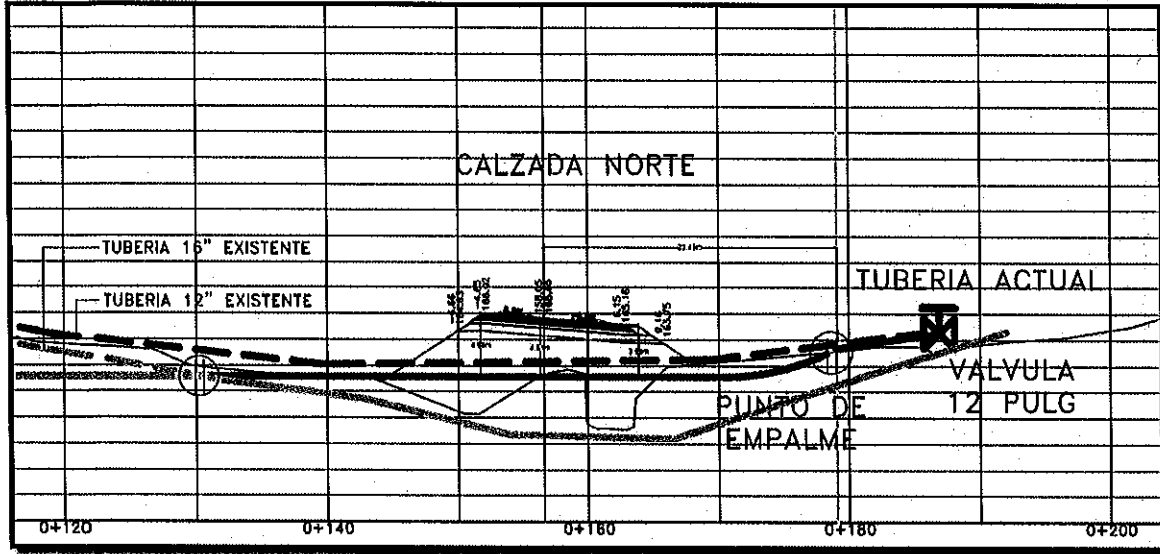 CALZADA NORTE
TUBERIA 16" EXISTENTE
TUBERIA 12" EXISTENTE
TUBERIA ACTUAL
VALVULA
12 PULG
PUNTO DE
EMPALME
0+120
0+140
0+160
0+180
0+200